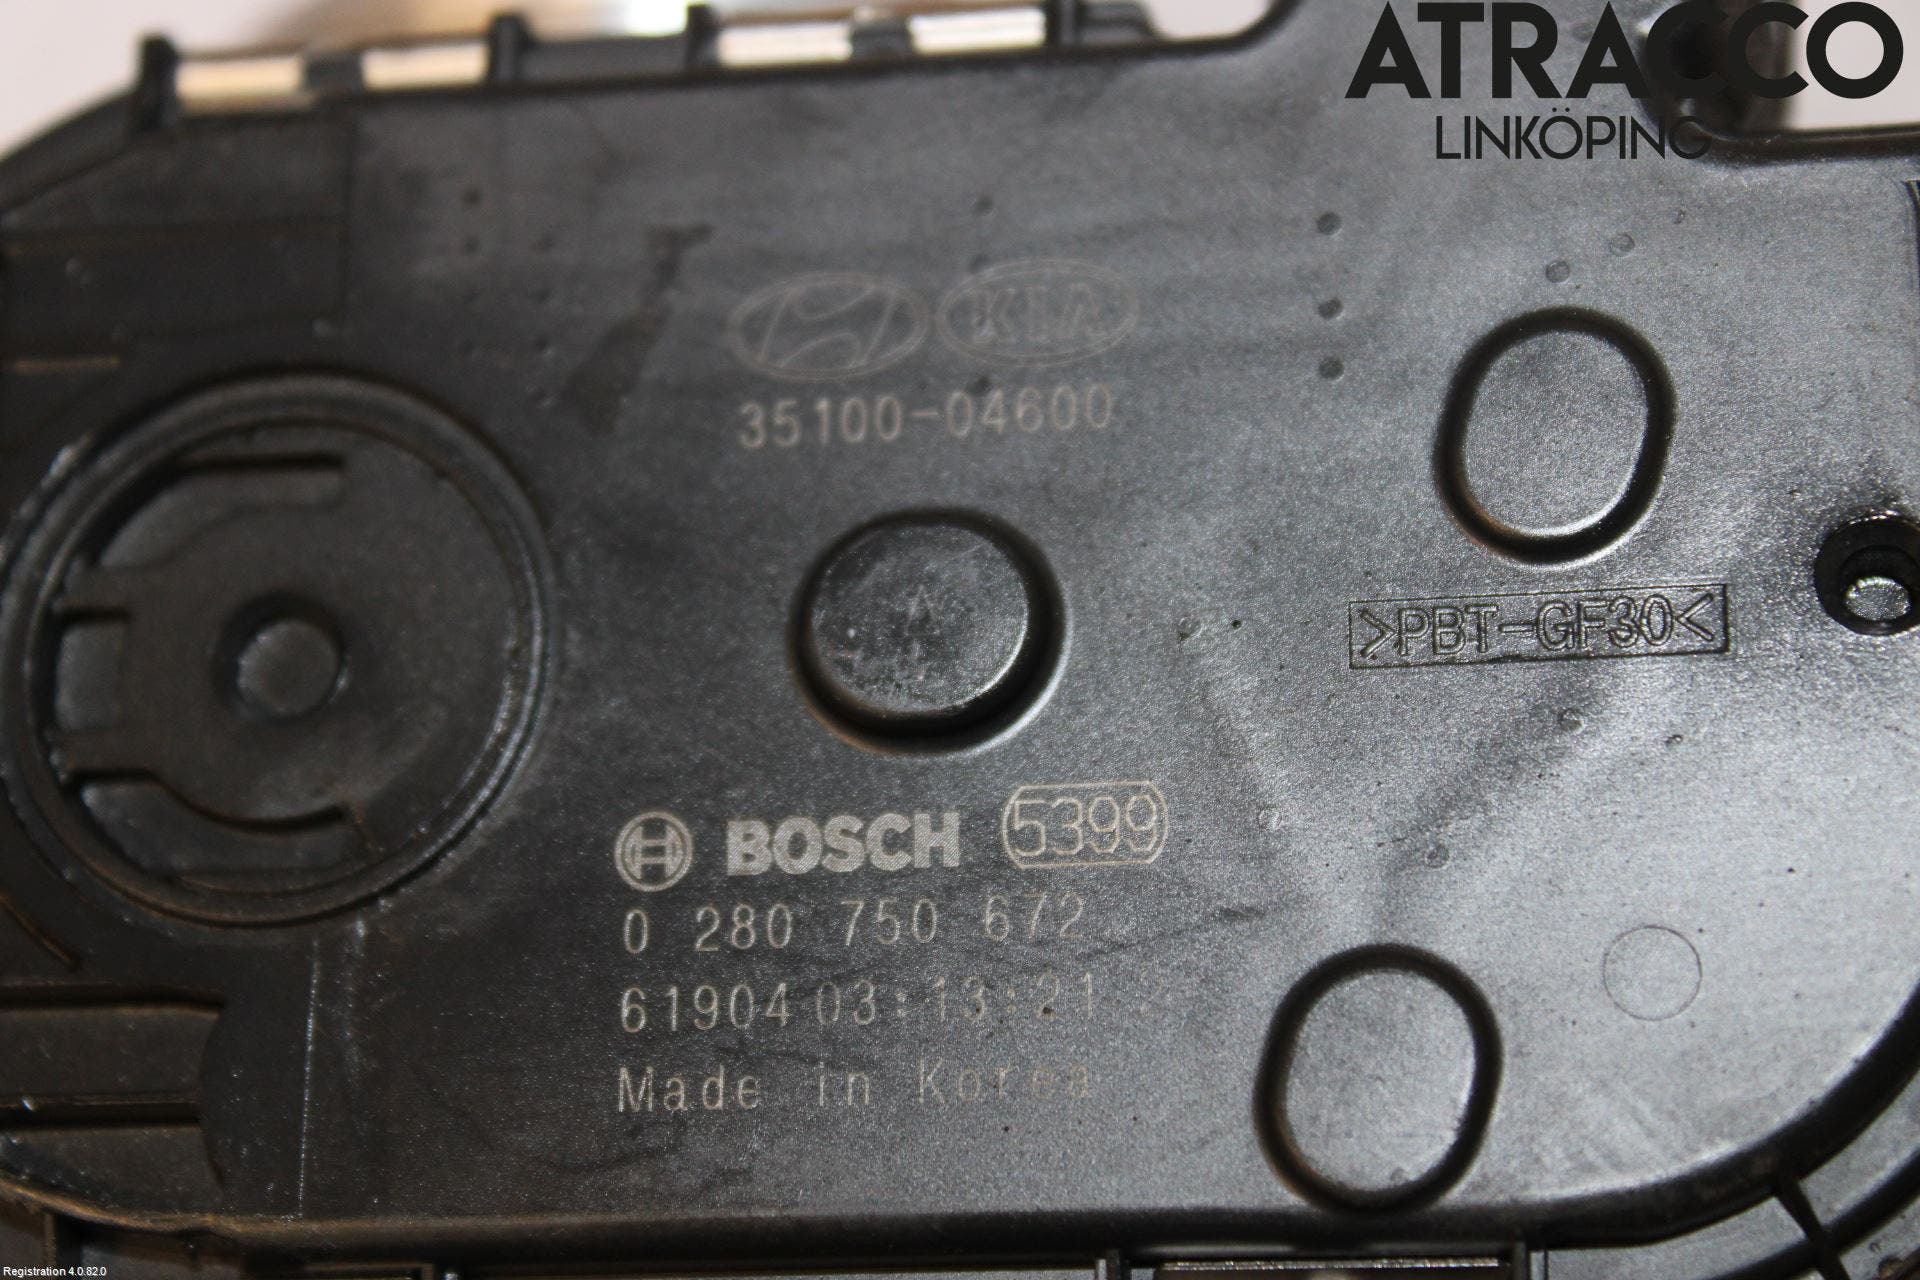 ATRACCO
LINKÖPING
KIA
35100-04600
>PBT-GF30<
BOSCH 5399
0 280 750 672
61904 03:13:21 2
Made in Korea
Registration 4.0.82.0